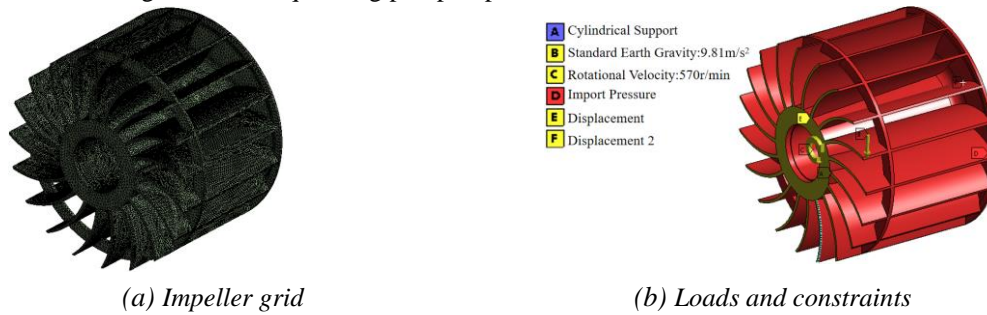 A Cylindrical Support
B Standard Earth Gravity:9.81m/s²
C Rotational Velocity:570r/min
D Import Pressure
E Displacement
F Displacement 2
(a) Impeller grid
(b) Loads and constraints